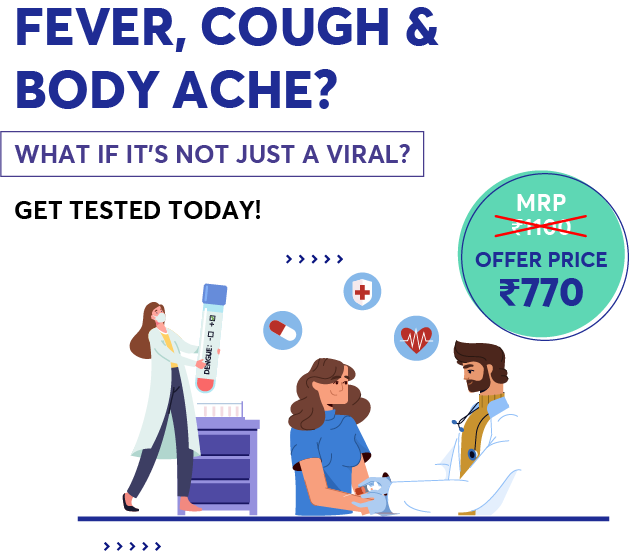 FEVER, COUGH &
BODY ACHE?
WHAT IF IT'S NOT JUST A VIRAL?
GET TESTED TODAY!
MRP
₹1100
OFFER PRICE
₹770
DENGUE: - +